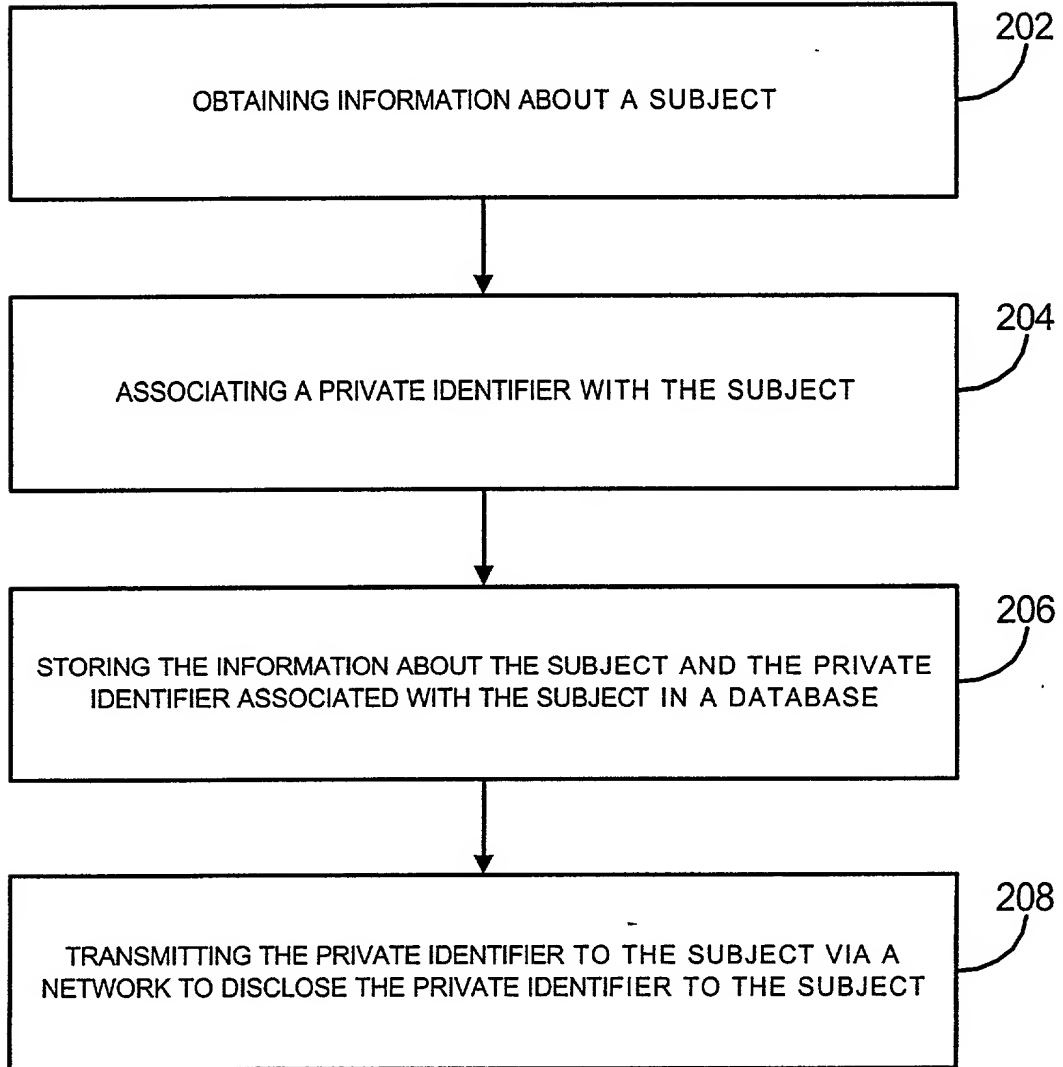 202
OBTAINING INFORMATION ABOUT A SUBJECT
204
ASSOCIATING A PRIVATE IDENTIFIER WITH THE SUBJECT
206
STORING THE INFORMATION ABOUT THE SUBJECT AND THE PRIVATE
IDENTIFIER ASSOCIATED WITH THE SUBJECT IN A DATABASE
208
TRANSMITTING THE PRIVATE IDENTIFIER TO THE SUBJECT VIA A
NETWORK TO DISCLOSE THE PRIVATE IDENTIFIER TO THE SUBJECT